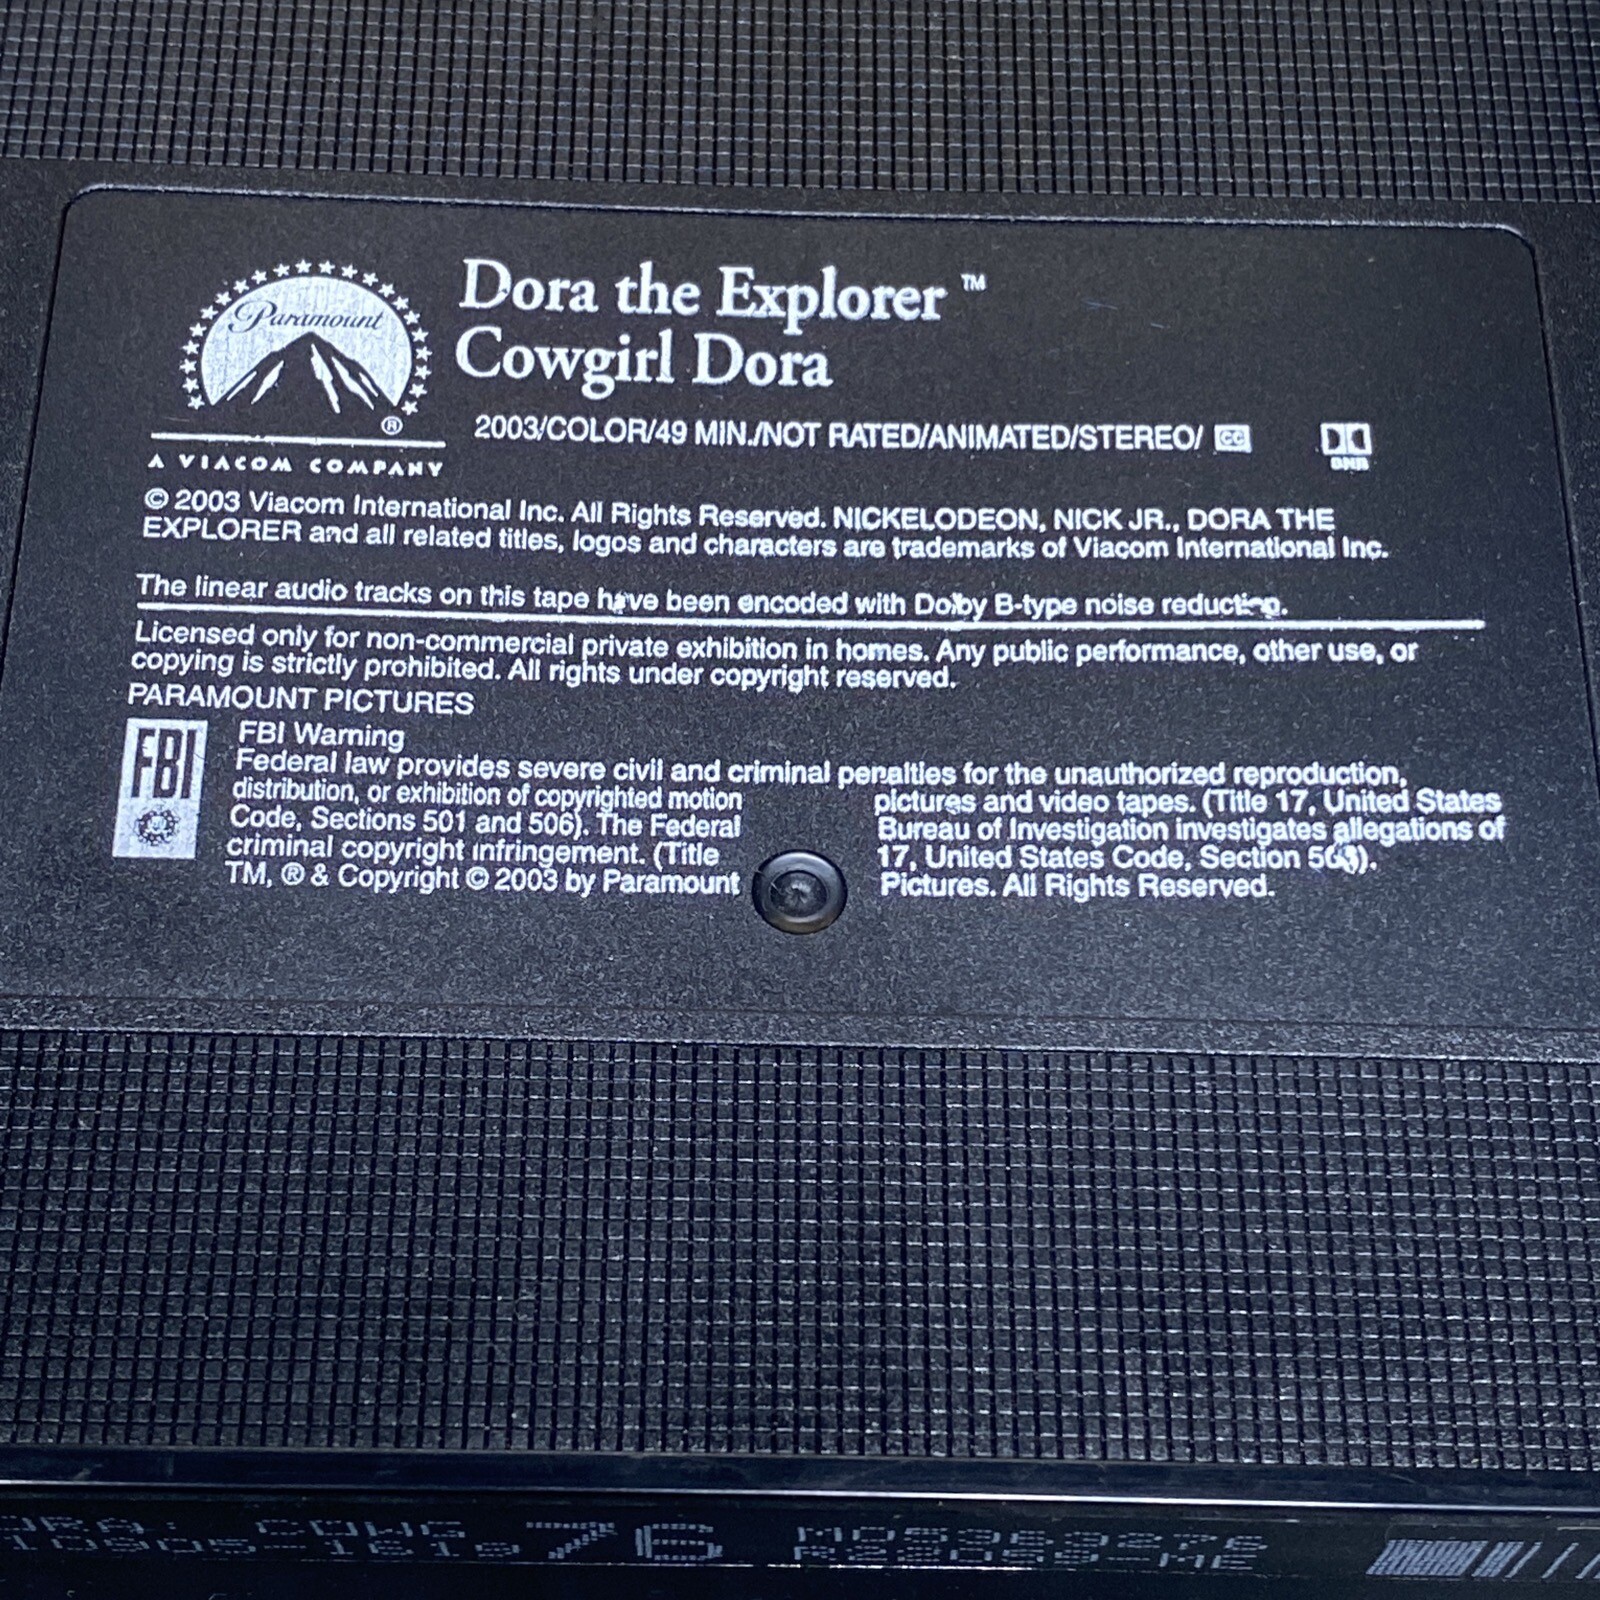 Paramount
®
A VIACOM COMPANY
Dora the Explorer ™
Cowgirl Dora
2003/COLOR/49 MIN./NOT RATED/ANIMATED/STEREO/ CC
© 2003 Viacom International Inc. All Rights Reserved. NICKELODEON, NICK JR., DORA THE
EXPLORER and all related titles, logos and characters are trademarks of Viacom International Inc.
The linear audio tracks on this tape have been encoded with Dolby B-type noise reduction.
Licensed only for non-commercial private exhibition in homes. Any public performance, other use, or
copying is strictly prohibited. All rights under copyright reserved.
PARAMOUNT PICTURES
FBI
FBI Warning
Federal law provides severe civil and criminal penalties for the unauthorized reproduction,
distribution, or exhibition of copyrighted motion pictures and video tapes. (Title 17, United States
Code, Sections 501 and 506). The Federal Bureau of Investigation investigates allegations of
criminal copyright infringement. (Title 17, United States Code, Section
TM, ® & Copyright © 2003 by Paramount Pictures. All Rights Reserved.
76